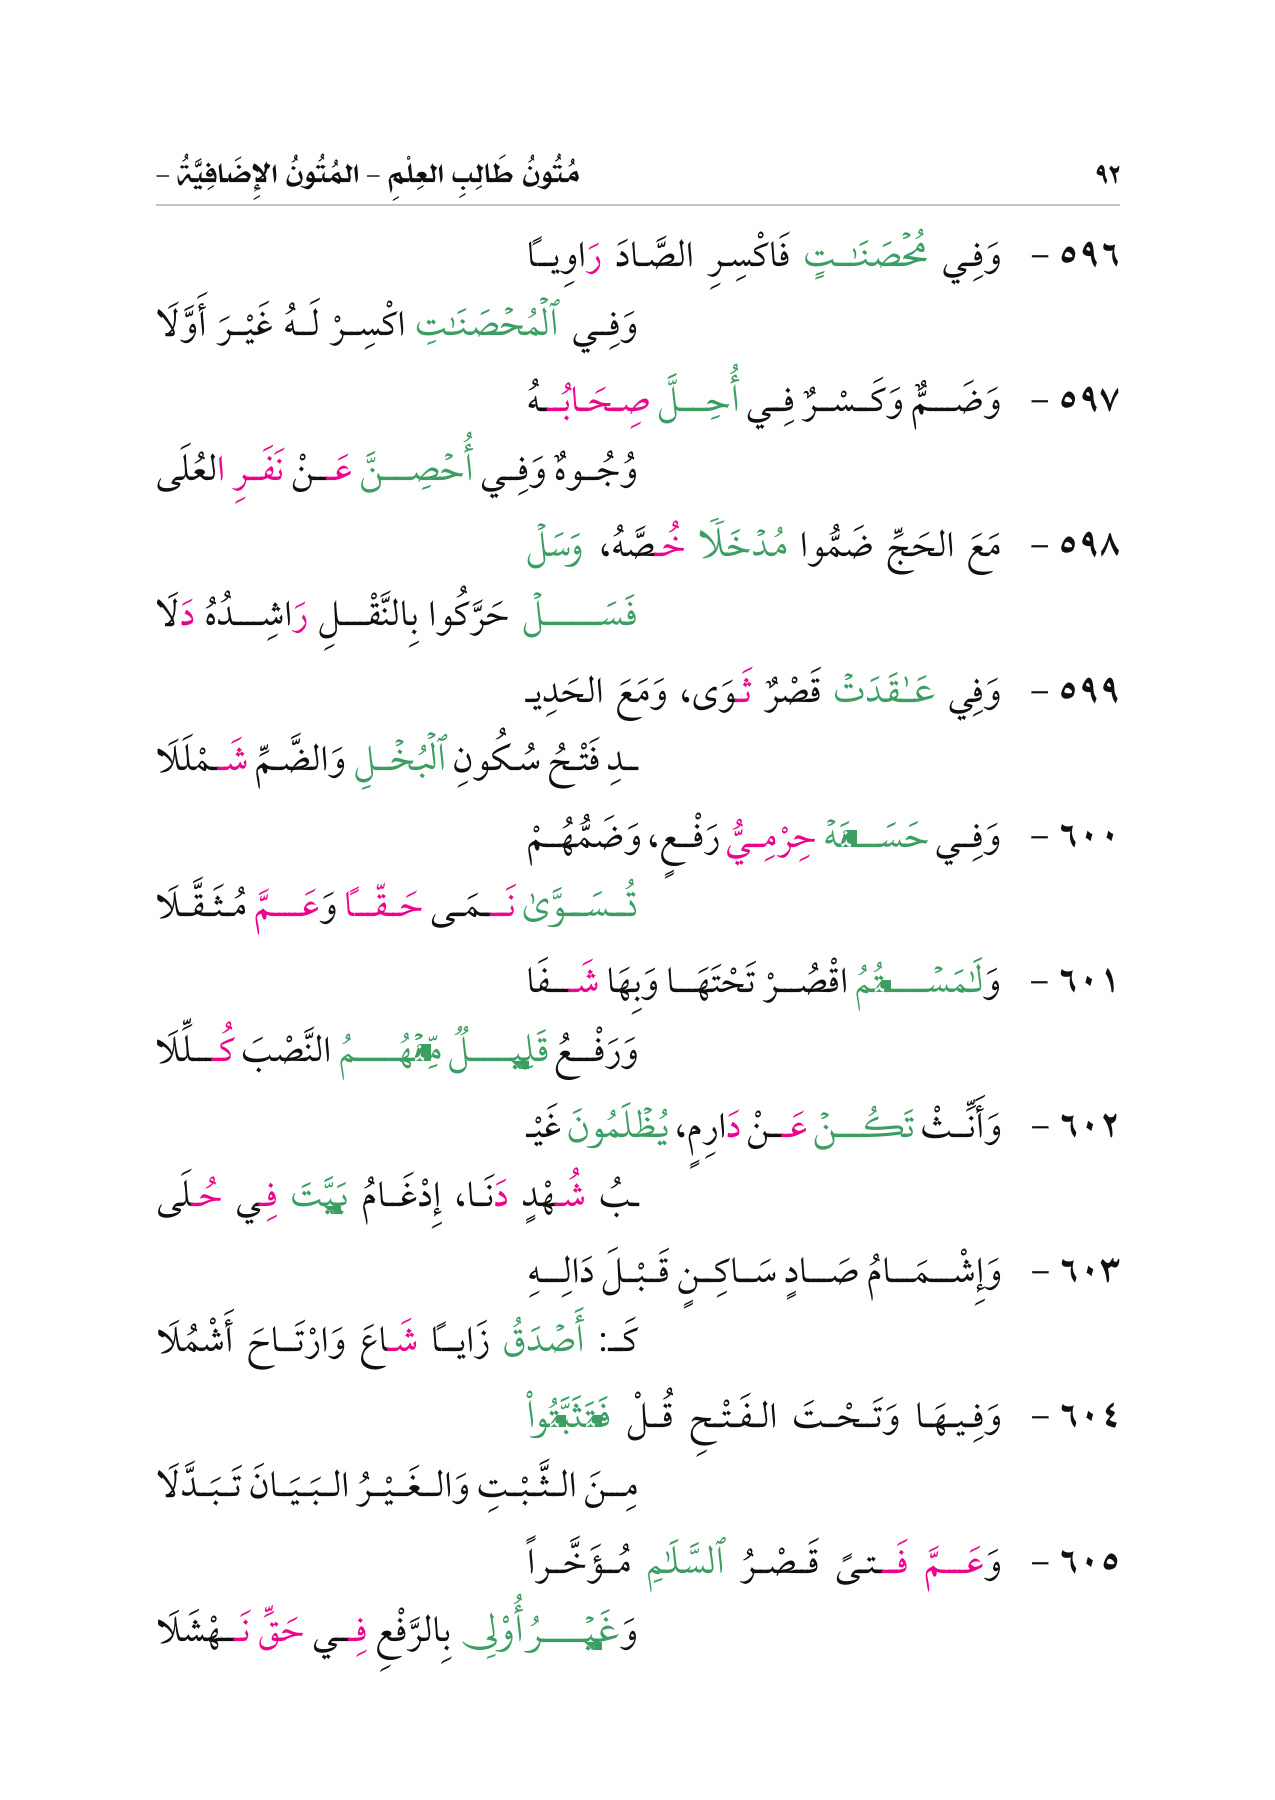 ٩٢ مُتُونُ طَالِبِ العِلْمِ – المُتُونُ الإِضَافِيَّةُ –
٥٩٦ – وَفِي مُحْصَنَٰتٍ فَاكْسِرِ الصَّادَ رَاوِيًا
وَفِي ٱلْمُحْصَنَٰتِ اكْسِرْ لَهُ غَيْرَ أَوَّلَا
٥٩٧ – وَضَمٌّ وَكَسْرٌ فِي أُحِلَّ صِحَابُهُ
وُجُوهٌ وَفِي أُحْصِنَّ عَنْ نَفَرِ العُلَى
٥٩٨ – مَعَ الحَجِّ ضَمُّوا مُدْخَلًا خُصَّهُ، وَسَلْ
فَسَلْ حَرَّكُوا بِالنَّقْلِ رَاشِدُهُ دَلَا
٥٩٩ – وَفِي عَٰقَدَتْ قَصْرٌ ثَوَى، وَمَعَ الحَدِيـ
ـدِ فَتْحُ سُكُونِ ٱلْبُخْلِ وَالضَّمِّ شَمْلَلَا
٦٠٠ – وَفِي حَسَنَهْ حِرْمِيُّ رَفْعٍ، وَضَمُّهُمْ
تُسَوَّىٰ نَمَى حَقًّا وَعَمَّ مُثَقَّلَا
٦٠١ – وَلَٰمَسْتُمُ اقْصُرْ تَحْتَهَا وَبِهَا شَفَا
وَرَفْعُ قَلِيلٌ مِّنْهُمُ النَّصْبَ كُلِّلَا
٦٠٢ – وَأَنِّثْ تَكُنْ عَنْ دَارِمٍ، يُظْلَمُونَ غَيْـ
ـبُ شُهْدٍ دَنَا، إِدْغَامُ بَيَّتَ فِي حُلَى
٦٠٣ – وَإِشْمَامُ صَادٍ سَاكِنٍ قَبْلَ دَالِهِ
كَـ: أَصْدَقُ زَايًا شَاعَ وَارْتَاحَ أَشْمُلَا
٦٠٤ – وَفِيهَا وَتَحْتَ الفَتْحِ قُلْ فَتَثَبَّتُوا۟
مِنَ الثَّبْتِ وَالغَيْرُ البَيَانَ تَبَدَّلَا
٦٠٥ – وَعَمَّ فَتىً قَصْرُ ٱلسَّلَٰمِ مُؤَخَّراً
وَغَيْرُ أُوْلِى بِالرَّفْعِ فِي حَقِّ نَهْشَلَا